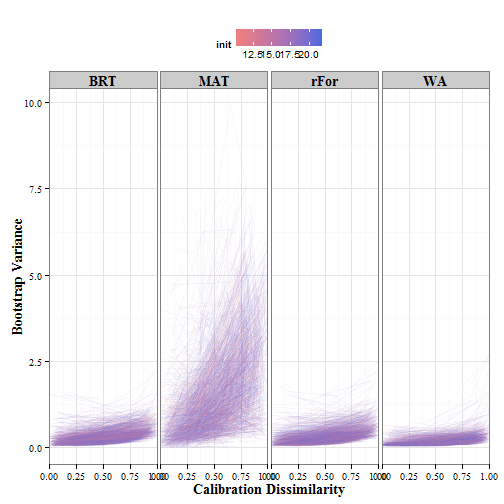 init
12.515.017.520.0
BRT MAT rFor WA
10.0
7.5
5.0
2.5
0.0
Bootstrap Variance
0.00 0.25 0.50 0.75 1.00 0.00 0.25 0.50 0.75 1.00 0.00 0.25 0.50 0.75 1.00 0.00 0.25 0.50 0.75 1.00
Calibration Dissimilarity